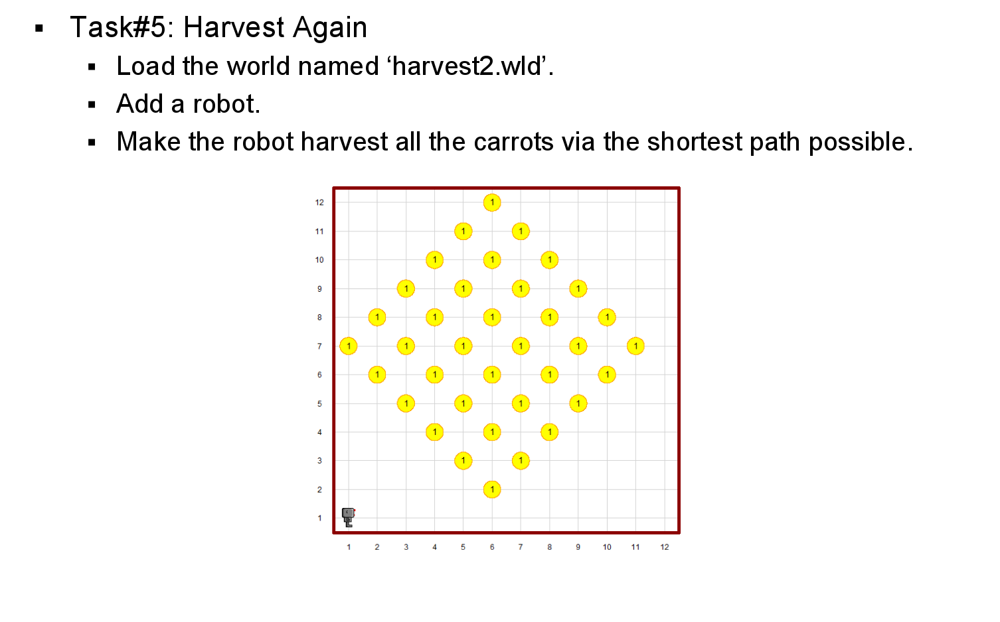 ▪ Task#5: Harvest Again
▪ Load the world named ‘harvest2.wld’.
▪ Add a robot.
▪ Make the robot harvest all the carrots via the shortest path possible.
12 1
11 1 1
10 1 1 1
9 1 1 1 1
8 1 1 1 1 1
7 1 1 1 1 1 1
6 1 1 1 1 1
5 1 1 1 1
4 1 1 1
3 1 1
2 1
1
1 2 3 4 5 6 7 8 9 10 11 12